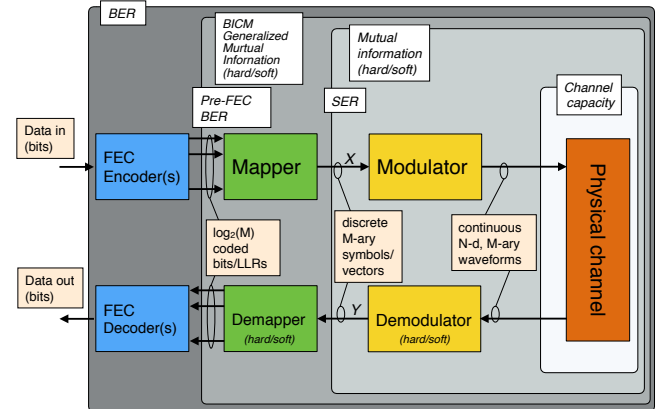 BER
BICM
Generalized
Murtual
Infornation
(hard/soft)
Mutual
information
(hard/soft)
Channel
capacity
Pre-FEC
BER
SER
Data in
(bits)
FEC
Encoder(s)
Mapper
X
Modulator
Physical channel
log₂(M)
coded
bits/LLRs
discrete
M-ary
symbols/
vectors
continuous
N-d, M-ary
waveforms
Data out
(bits)
FEC
Decoder(s)
Demapper
(hard/soft)
Y
Demodulator
(hard/soft)